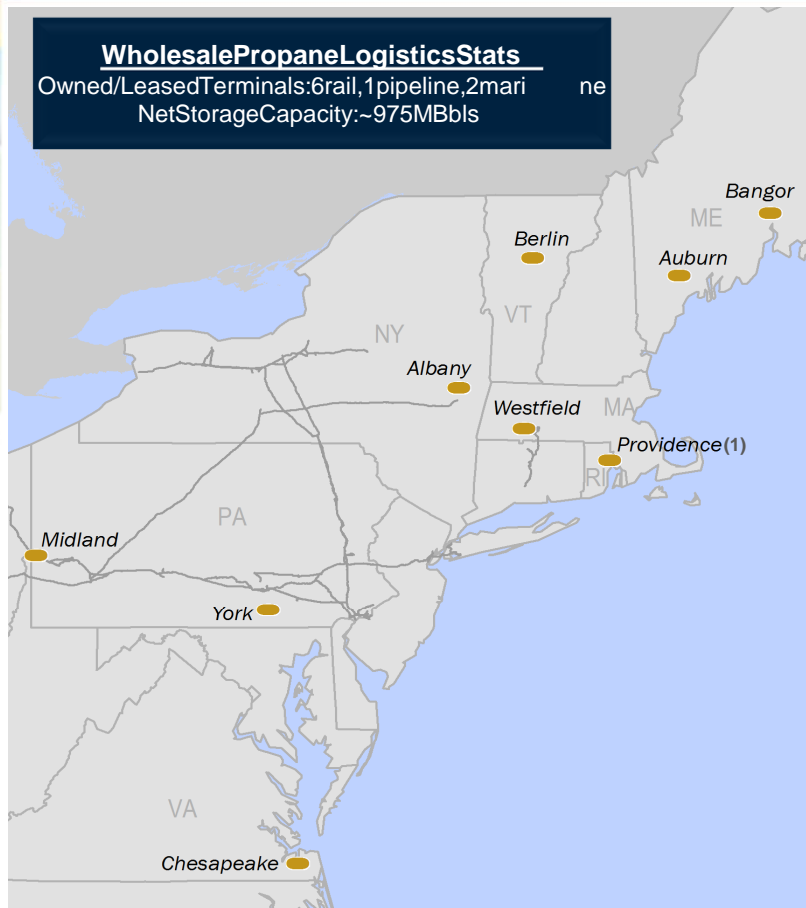 WholesalePropaneLogisticsStats
Owned/LeasedTerminals:6rail,1pipeline,2mari ne
NetStorageCapacity:~975MBbls
Bangor
ME
Berlin
Auburn
NY
VT
Albany
Westfield
MA
Providence(1)
RI
PA
Midland
York
VA
Chesapeake